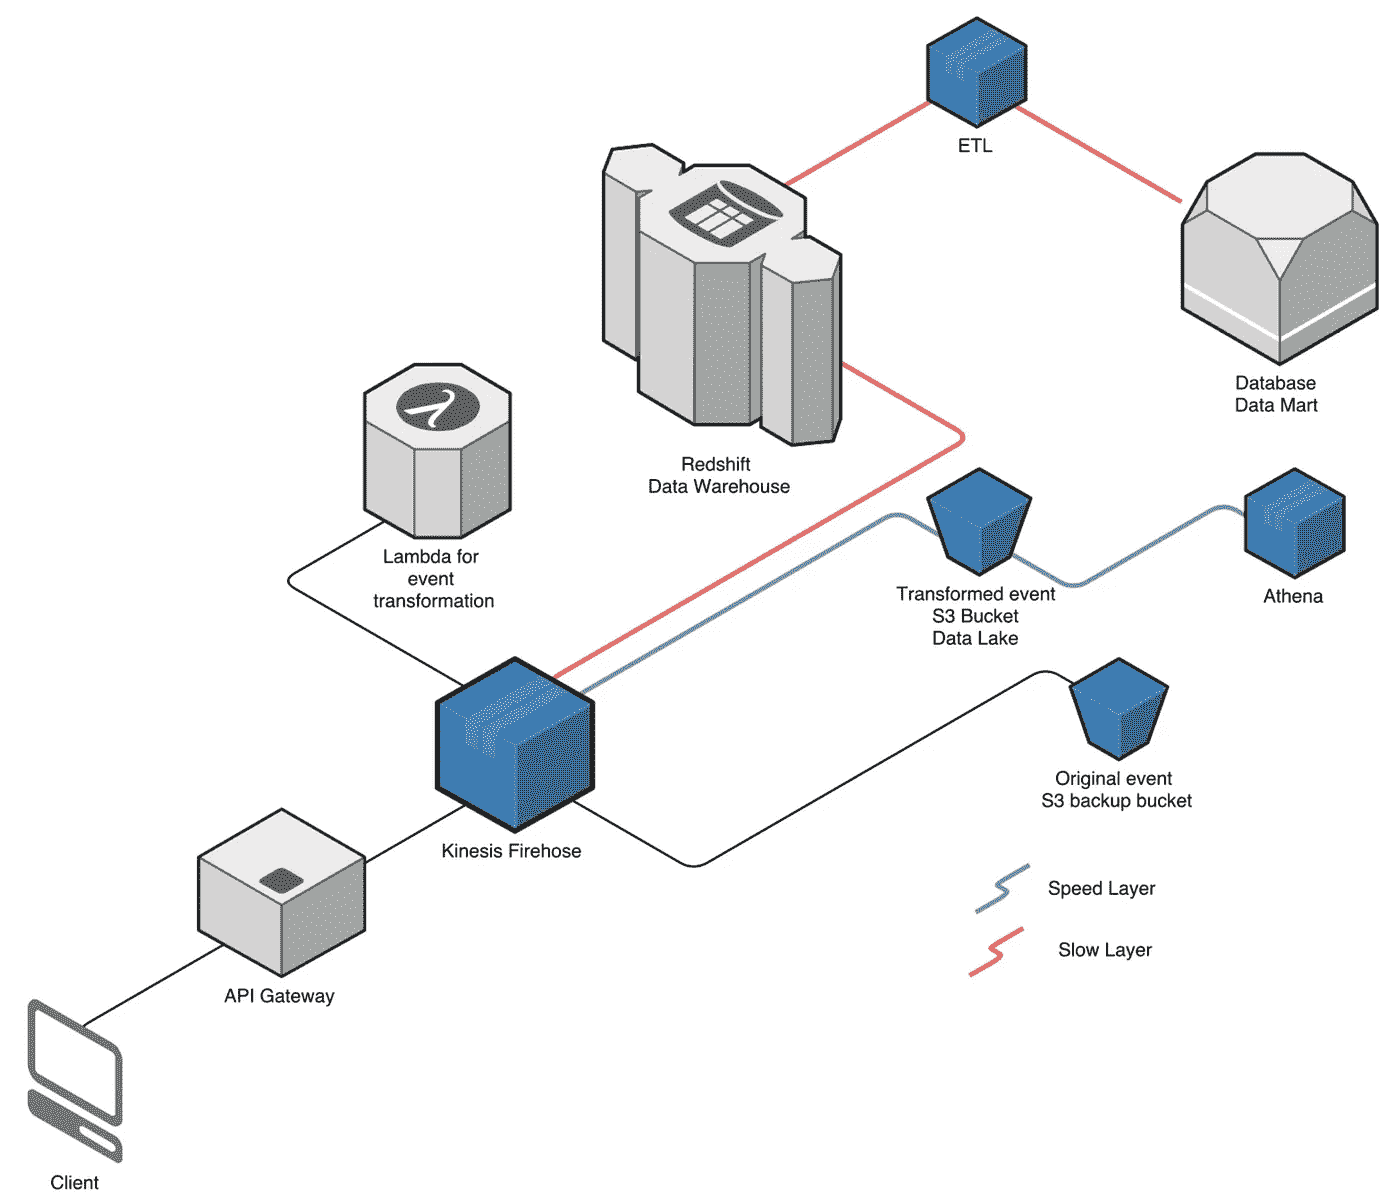 ETL
Database
Data Mart
Redshift
Data Warehouse
Lambda for
event
transformation
Transformed event
S3 Bucket
Data Lake
Athena
Original event
S3 backup bucket
Kinesis Firehose
Speed Layer
Slow Layer
API Gateway
Client